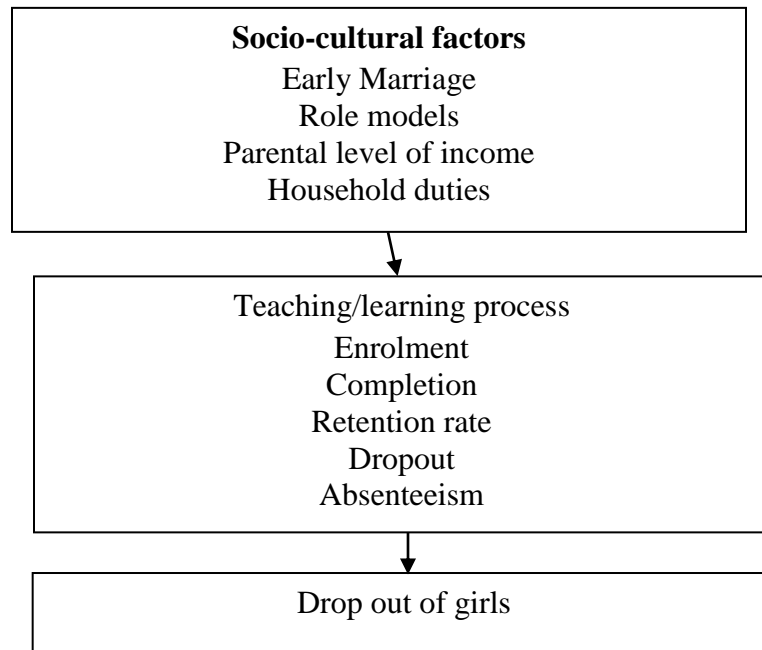 Socio-cultural factors
Early Marriage
Role models
Parental level of income
Household duties
Teaching/learning process
Enrolment
Completion
Retention rate
Dropout
Absenteeism
Drop out of girls